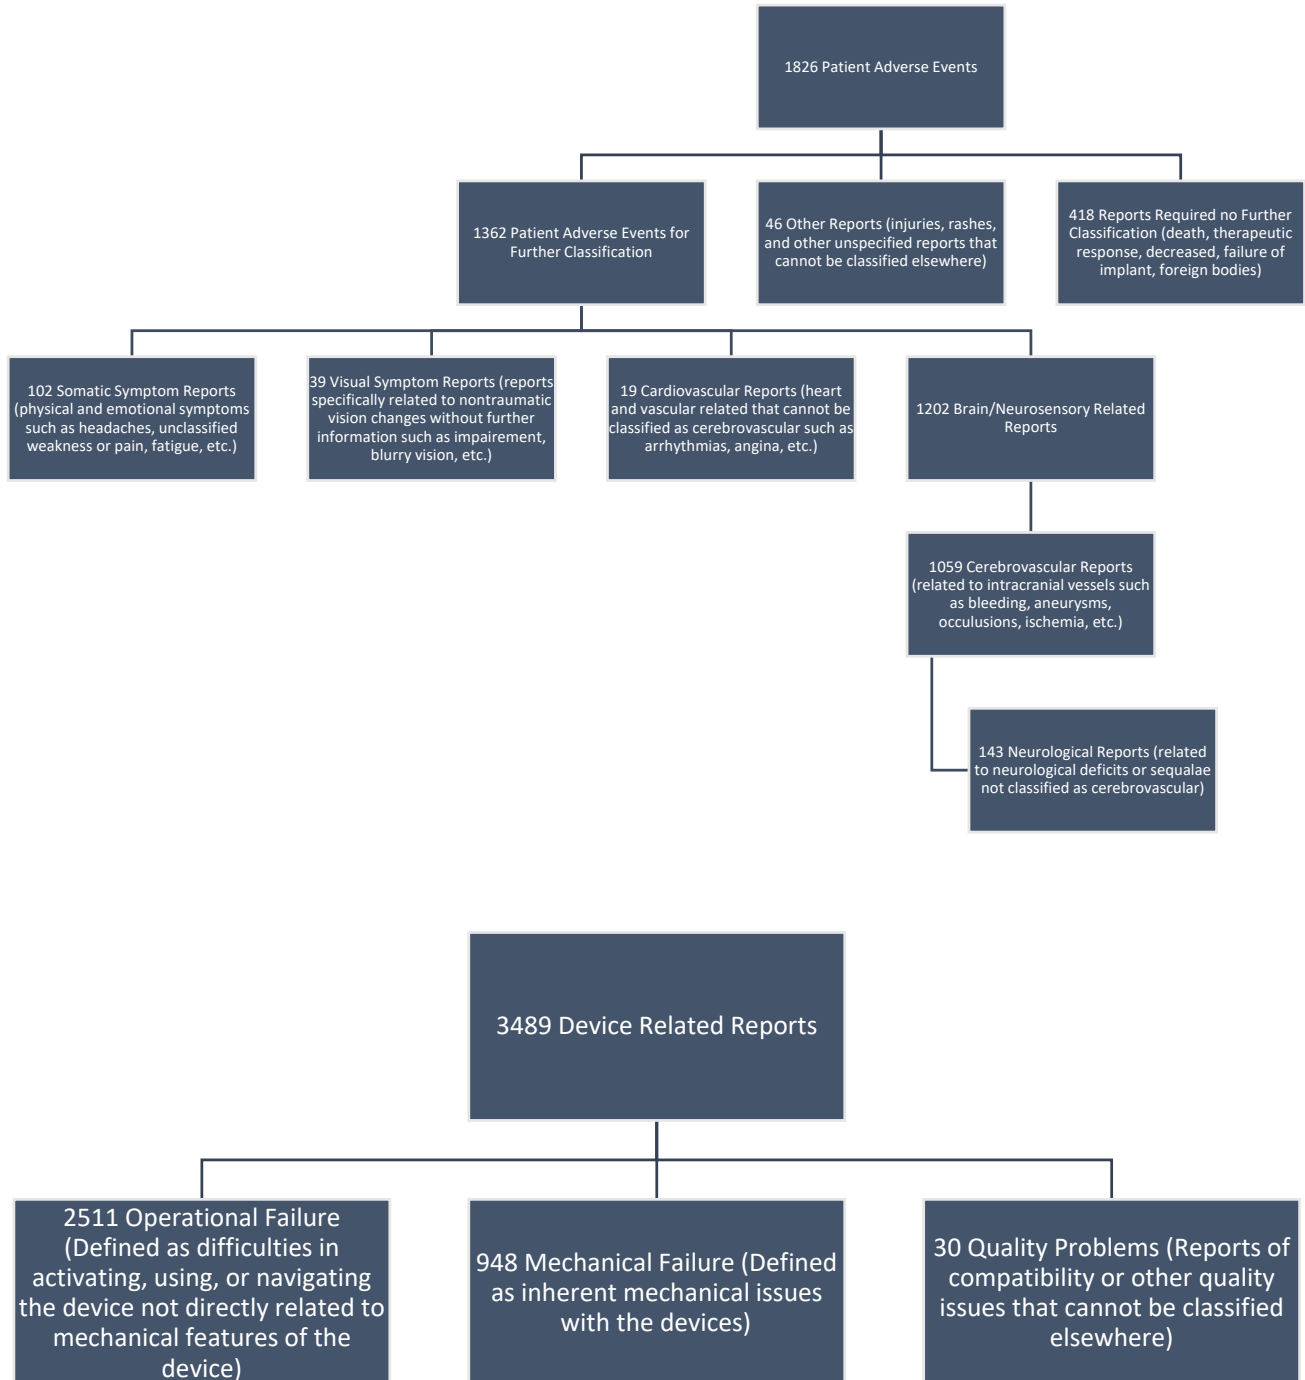 1826 Patient Adverse Events
1362 Patient Adverse Events for
Further Classification
46 Other Reports (injuries, rashes,
and other unspecified reports that
cannot be classified elsewhere)
418 Reports Required no Further
Classification (death, therapeutic
response, decreased, failure of
implant, foreign bodies)
102 Somatic Symptom Reports
(physical and emotional symptoms
such as headaches, unclassified
weakness or pain, fatigue, etc.)
39 Visual Symptom Reports (reports
specifically related to nontraumatic
vision changes without further
information such as impairement,
blurry vision, etc.)
19 Cardiovascular Reports (heart
and vascular related that cannot be
classified as cerebrovascular such as
arrhythmias, angina, etc.)
1202 Brain/Neurosensory Related
Reports
1059 Cerebrovascular Reports
(related to intracranial vessels such
as bleeding, aneurysms,
occulusions, ischemia, etc.)
143 Neurological Reports (related
to neurological deficits or sequalae
not classified as cerebrovascular)
3489 Device Related Reports
2511 Operational Failure
(Defined as difficulties in
activating, using, or navigating
the device not directly related to
mechanical features of the
device)
948 Mechanical Failure (Defined
as inherent mechanical issues
with the devices)
30 Quality Problems (Reports of
compatibility or other quality
issues that cannot be classified
elsewhere)